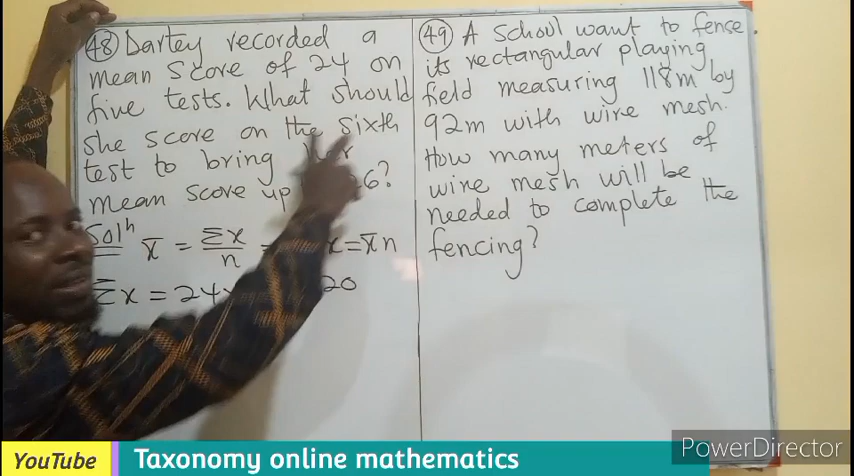 48 Dartey recorded a
mean score of 24 on
five tests. What should
she score on the sixth
test to bring her
mean score up 26?
Solⁿ x̄ = Σx/n = x = x̄n
Σx = 24 20
49 A School want to fense
its rectangular playing
field measuring 118m by
92m with wire mesh.
How many meters of
wire mesh will be
needed to complete the
fencing?
PowerDirector
YouTube Taxonomy online mathematics